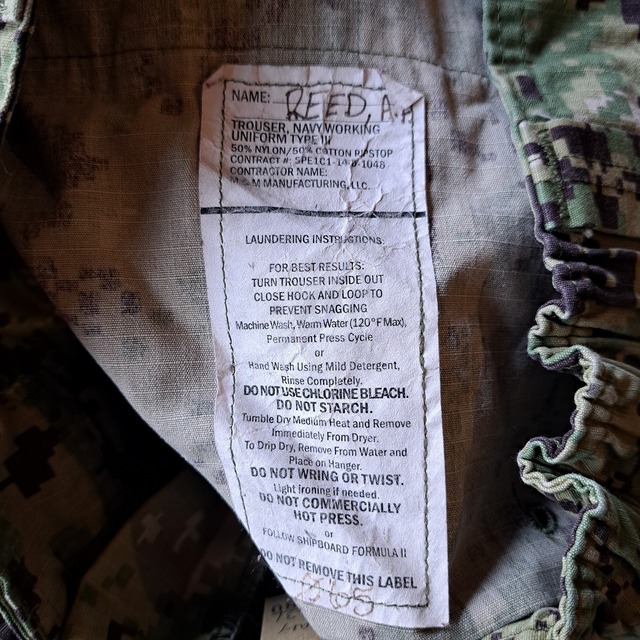 NAME: REED, A.
TROUSER, NAVY WORKING
UNIFORM TYPE III
50% NYLON/50% COTTON RIPSTOP
CONTRACT #: SPE1C1-14-
CONTRACTOR NAME:
M MANUFACTURING, LLC.
LAUNDERING INSTRUCTIONS:
FOR BEST RESULTS:
TURN TROUSER INSIDE OUT
CLOSE HOOK AND LOOP TO
PREVENT SNAGGING
Machine Wash, Warm Water (120°F Max),
Permanent Press Cycle
or
Hand Wash Using Mild Detergent,
Rinse Completely.
DO NOT USE CHLORINE BLEACH.
DO NOT STARCH.
Tumble Dry Medium Heat and Remove
Immediately From Dryer.
To Drip Dry, Remove From Water and
Place on Hanger.
DO NOT WRING OR TWIST.
Light Ironing if needed.
DO NOT COMMERCIALLY
HOT PRESS.
or
FOLLOW SHIPBOARD FORMULA II
DO NOT REMOVE THIS LABEL